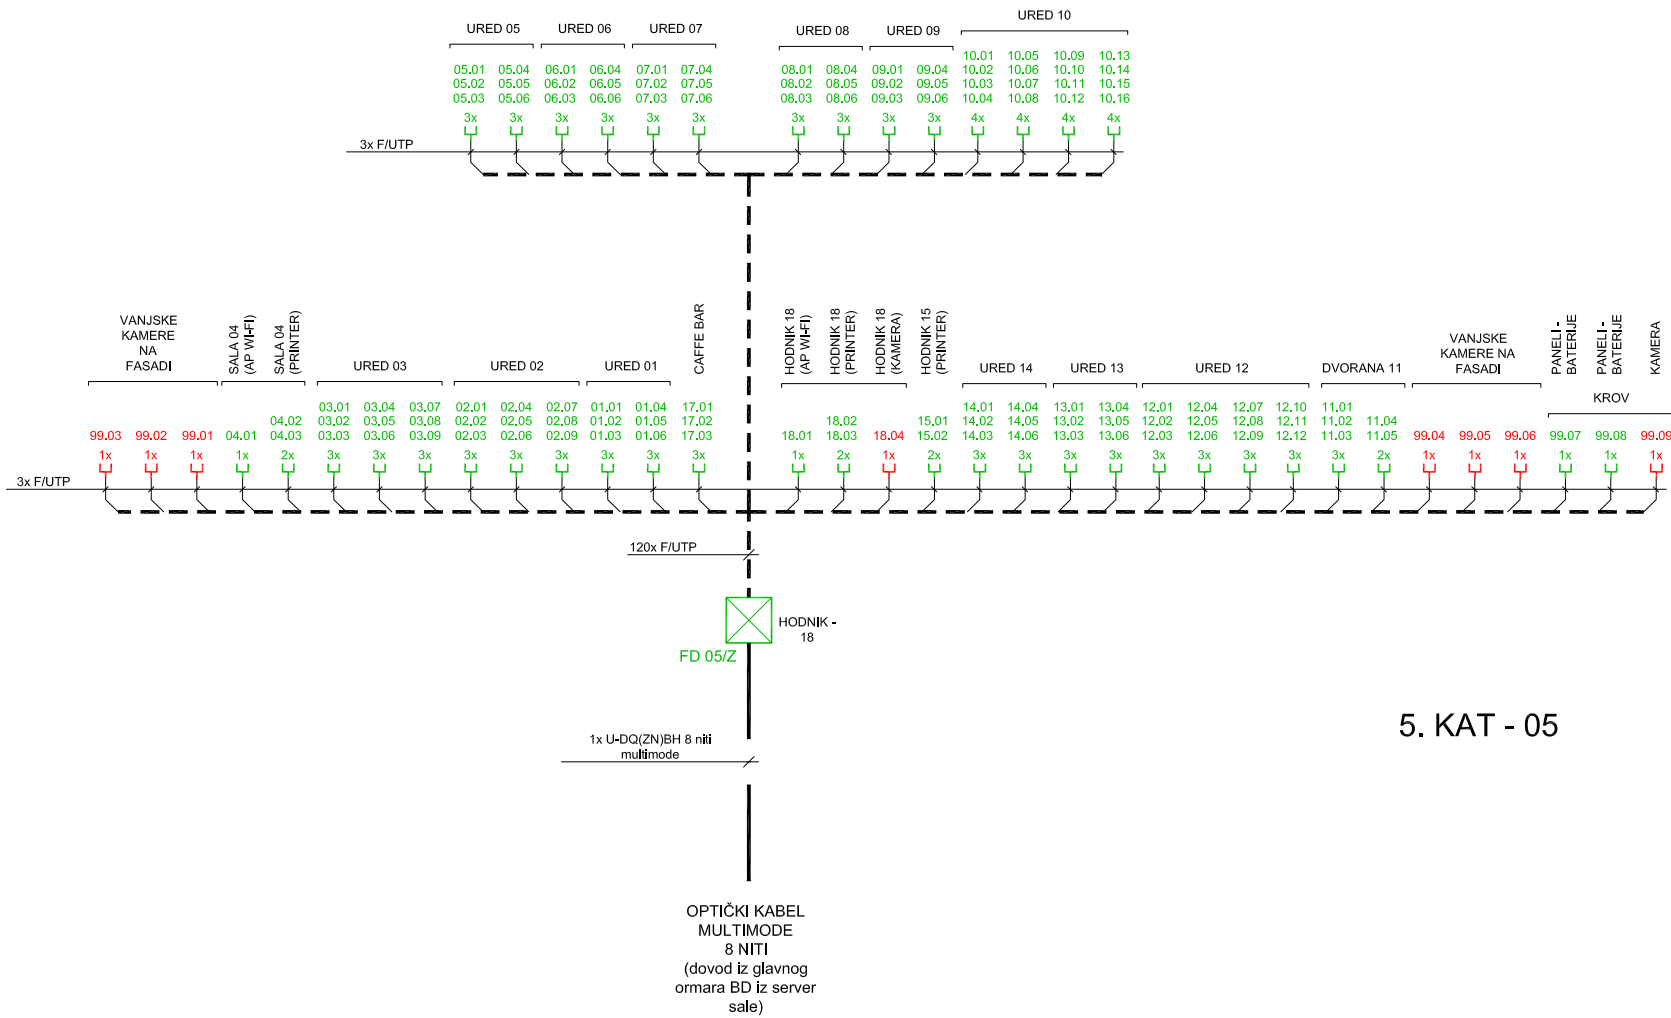 URED 05 URED 06 URED 07 URED 08 URED 09 URED 10
05.01 05.04 06.01 06.04 07.01 07.04 08.01 08.04 09.01 09.04 10.01 10.05 10.09 10.13
05.02 05.05 06.02 06.05 07.02 07.05 08.02 08.05 09.02 09.05 10.02 10.06 10.10 10.14
05.03 05.06 06.03 06.06 07.03 07.06 08.03 08.06 09.03 09.06 10.03 10.07 10.11 10.15
10.04 10.08 10.12 10.16
3x 3x 3x 3x 3x 3x 3x 3x 3x 3x 4x 4x 4x 4x
3x F/UTP
VANJSKE
KAMERE
NA
FASADI
SALA 04
(AP WI-FI)
SALA 04
(PRINTER)
URED 03
URED 02
URED 01
CAFFE BAR
HODNIK 18
(AP WI-FI)
HODNIK 18
(PRINTER)
HODNIK 18
(KAMERA)
HODNIK 15
(PRINTER)
URED 14
URED 13
URED 12
DVORANA 11
VANJSKE
KAMERE NA
FASADI
PANELI -
BATERIJE
PANELI -
BATERIJE
KAMERA
KROV
03.01 03.04 03.07 02.01 02.04 02.07 01.01 01.04 17.01 14.01 14.04 13.01 13.04 12.01 12.04 12.07 12.10 11.01
04.02 03.02 03.05 03.08 02.02 02.05 02.08 01.02 01.05 17.02 18.02 15.01 14.02 14.05 13.02 13.05 12.02 12.05 12.08 12.11 11.02 11.04
99.03 99.02 99.01 04.01 04.03 03.03 03.06 03.09 02.03 02.06 02.09 01.03 01.06 17.03 18.01 18.03 18.04 15.02 14.03 14.06 13.03 13.06 12.03 12.06 12.09 12.12 11.03 11.05 99.04 99.05 99.06 99.07 99.08 99.09
1x 1x 1x 1x 2x 3x 3x 3x 3x 3x 3x 3x 3x 3x 1x 2x 1x 2x 3x 3x 3x 3x 3x 3x 3x 3x 3x 2x 1x 1x 1x 1x 1x 1x
3x F/UTP
120x F/UTP
HODNIK -
18
FD 05/Z
5. KAT - 05
1x U-DQ(ZN)BH 8 niti
multimode
OPTIČKI KABEL
MULTIMODE
8 NITI
(dovod iz glavnog
ormara BD iz server
sale)